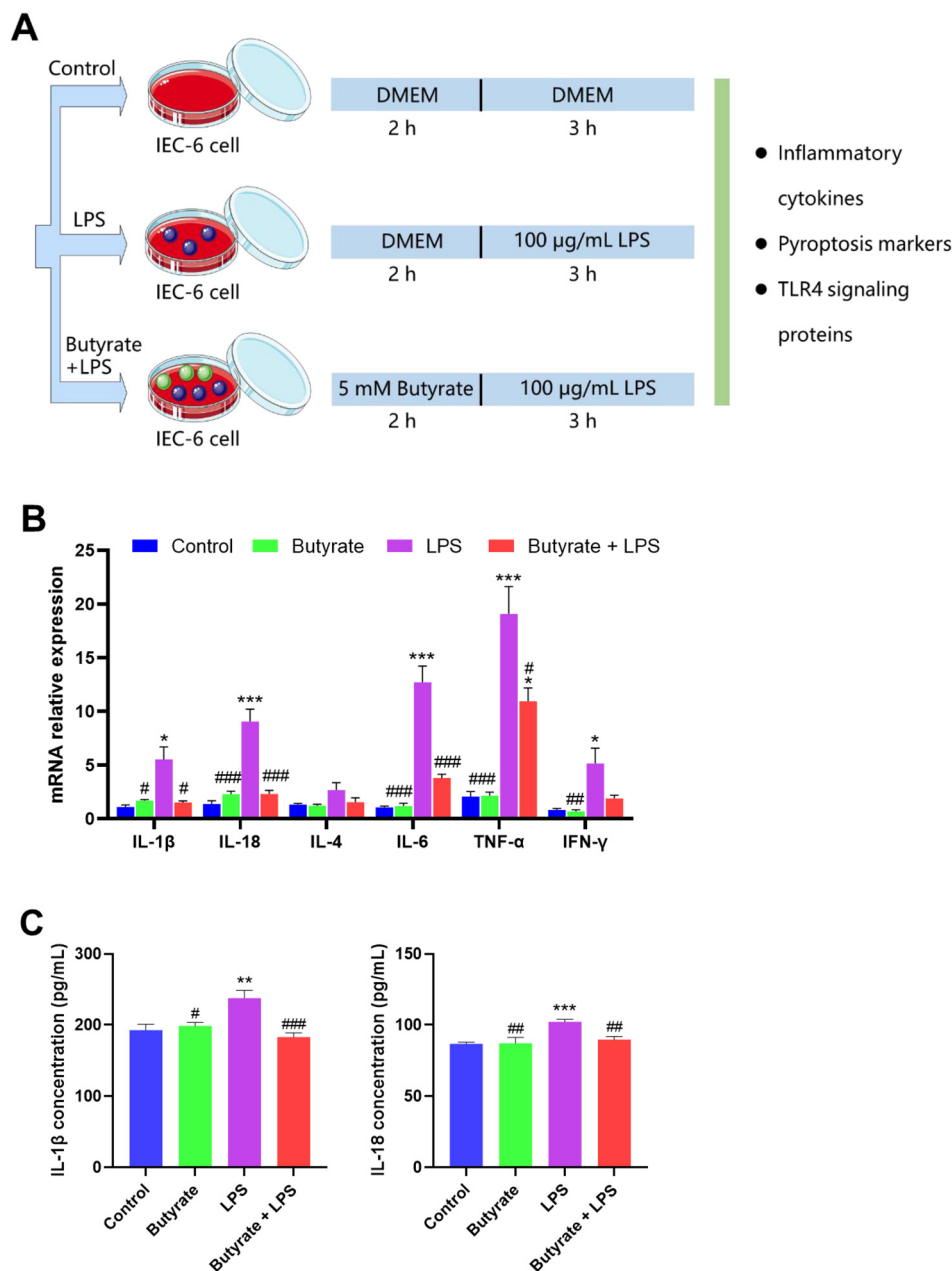 A
Control
IEC-6 cell
DMEM DMEM
2 h 3 h
LPS
IEC-6 cell
DMEM 100 µg/mL LPS
2 h 3 h
Butyrate
+LPS
IEC-6 cell
5 mM Butyrate 100 µg/mL LPS
2 h 3 h
● Inflammatory
cytokines
● Pyroptosis markers
● TLR4 signaling
proteins
B
Control Butyrate LPS Butyrate + LPS
mRNA relative expression
25
20
15
10
5
0
# * #
### *** ###
### *** ###
### *** # *
## *
IL-1β IL-18 IL-4 IL-6 TNF-α IFN-γ
C
IL-1β concentration (pg/mL)
300
200
100
0
# ** ###
Control Butyrate LPS Butyrate + LPS
IL-18 concentration (pg/mL)
150
100
50
0
## *** ##
Control Butyrate LPS Butyrate + LPS